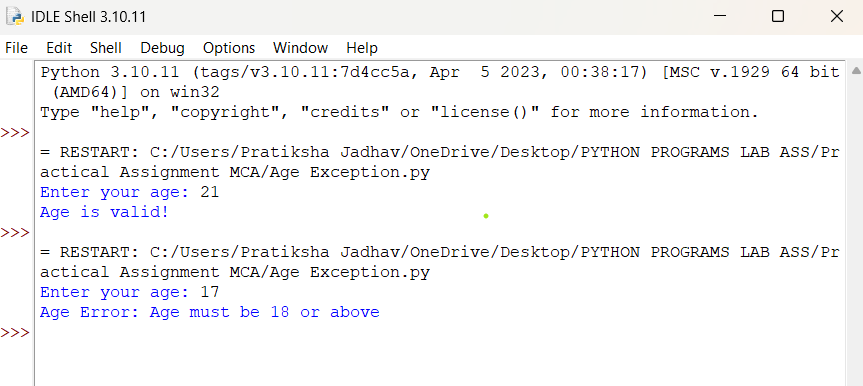 IDLE Shell 3.10.11
File Edit Shell Debug Options Window Help
Python 3.10.11 (tags/v3.10.11:7d4cc5a, Apr  5 2023, 00:38:17) [MSC v.1929 64 bit
 (AMD64)] on win32
Type "help", "copyright", "credits" or "license()" for more information.
>>>
= RESTART: C:/Users/Pratiksha Jadhav/OneDrive/Desktop/PYTHON PROGRAMS LAB ASS/Pr
actical Assignment MCA/Age Exception.py
Enter your age: 21
Age is valid!
>>>
= RESTART: C:/Users/Pratiksha Jadhav/OneDrive/Desktop/PYTHON PROGRAMS LAB ASS/Pr
actical Assignment MCA/Age Exception.py
Enter your age: 17
Age Error: Age must be 18 or above
>>>